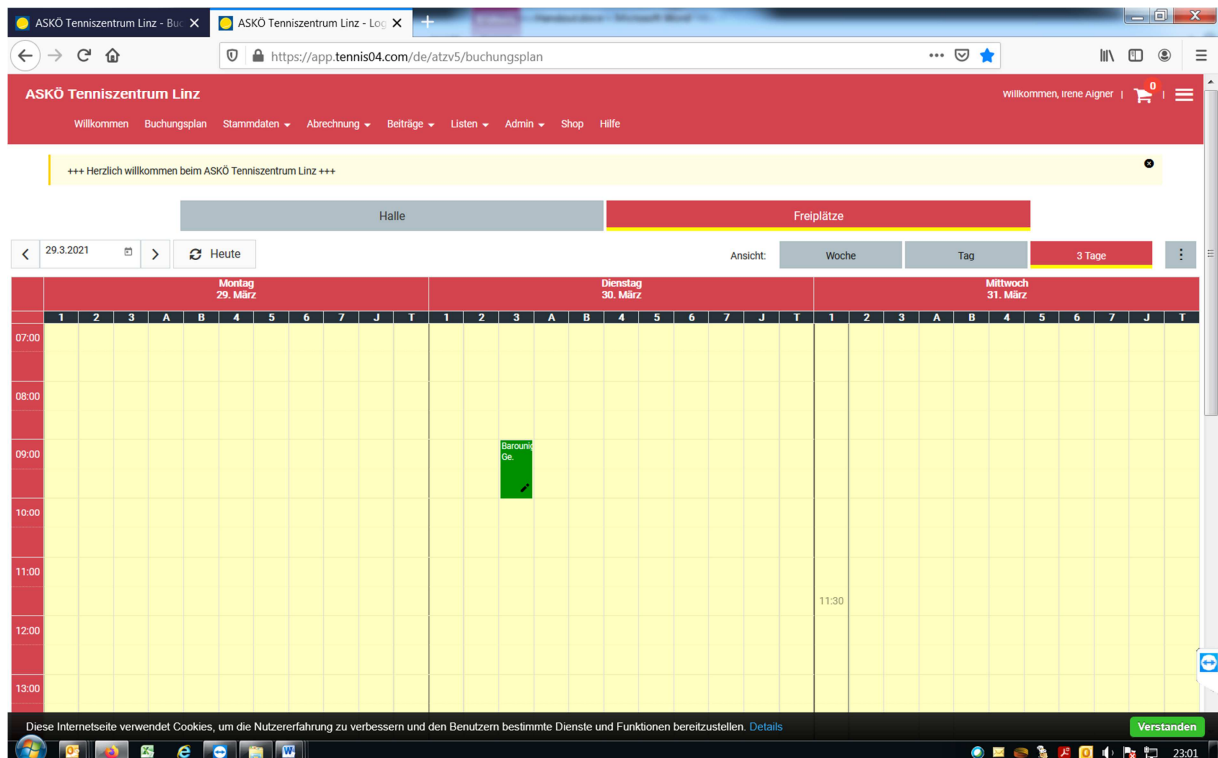 ASKÖ Tenniszentrum Linz - Buc
ASKÖ Tenniszentrum Linz - Log
https://app.tennis04.com/de/atzv5/buchungsplan
ASKÖ Tenniszentrum Linz
Willkommen, Irene Aigner | 0 |
Willkommen Buchungsplan Stammdaten Abrechnung Beiträge Listen Admin Shop Hilfe
+++ Herzlich willkommen beim ASKÖ Tenniszentrum Linz +++
Halle Freiplätze
29.3.2021 Heute Ansicht: Woche Tag 3 Tage
Montag Dienstag Mittwoch
29. März 30. März 31. März
1 2 3 A B 4 5 6 7 J T 1 2 3 A B 4 5 6 7 J T 1 2 3 A B 4 5 6 7 J T
07:00
08:00
09:00 Barounig
Ge.
10:00
11:00
11:30
12:00
13:00
Diese Internetseite verwendet Cookies, um die Nutzererfahrung zu verbessern und den Benutzern bestimmte Dienste und Funktionen bereitzustellen. Details Verstanden
23:01